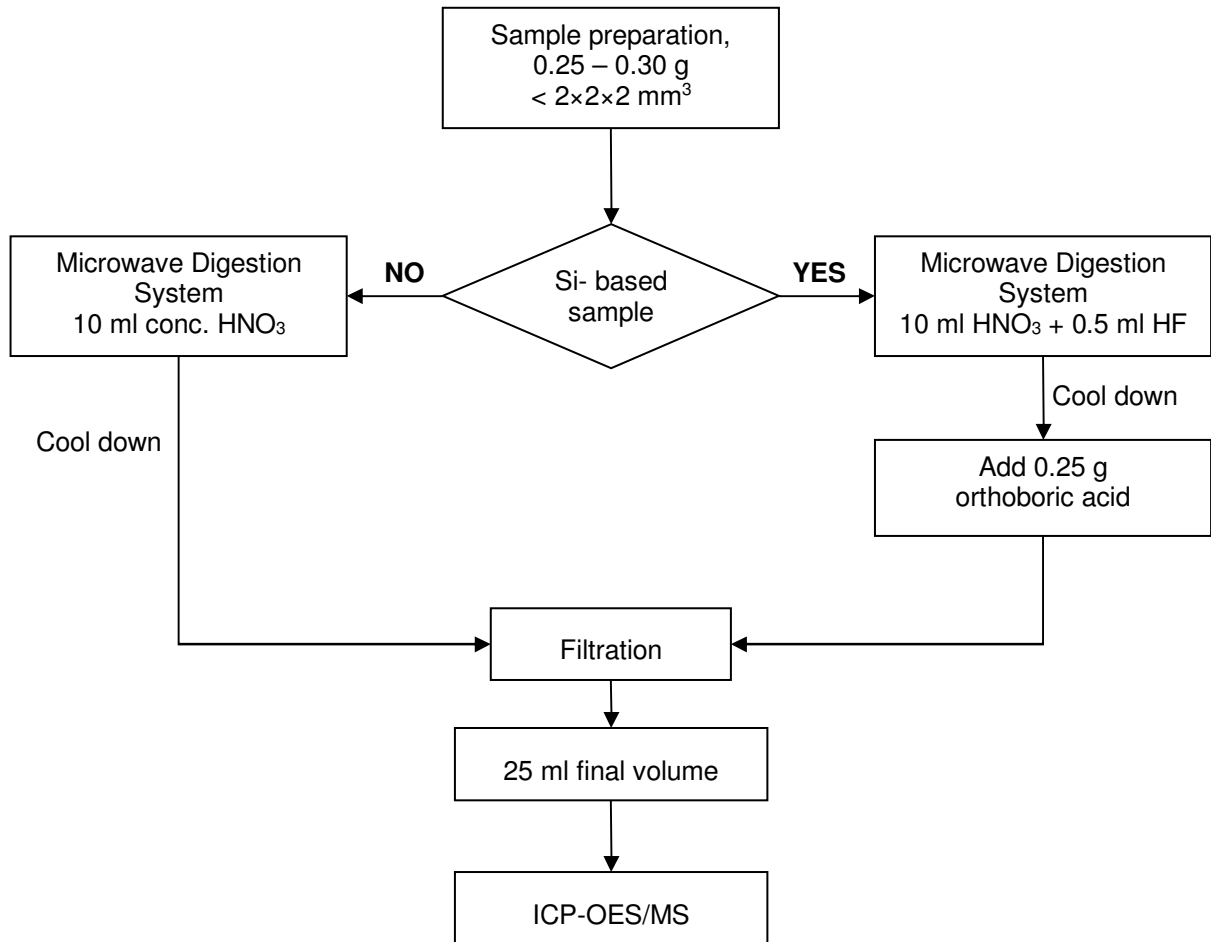 Sample preparation,
0.25 – 0.30 g
< 2×2×2 mm³
Microwave Digestion
System
10 ml conc. HNO₃
NO
Si- based
sample
YES
Microwave Digestion
System
10 ml HNO₃ + 0.5 ml HF
Cool down
Cool down
Add 0.25 g
orthoboric acid
Filtration
25 ml final volume
ICP-OES/MS